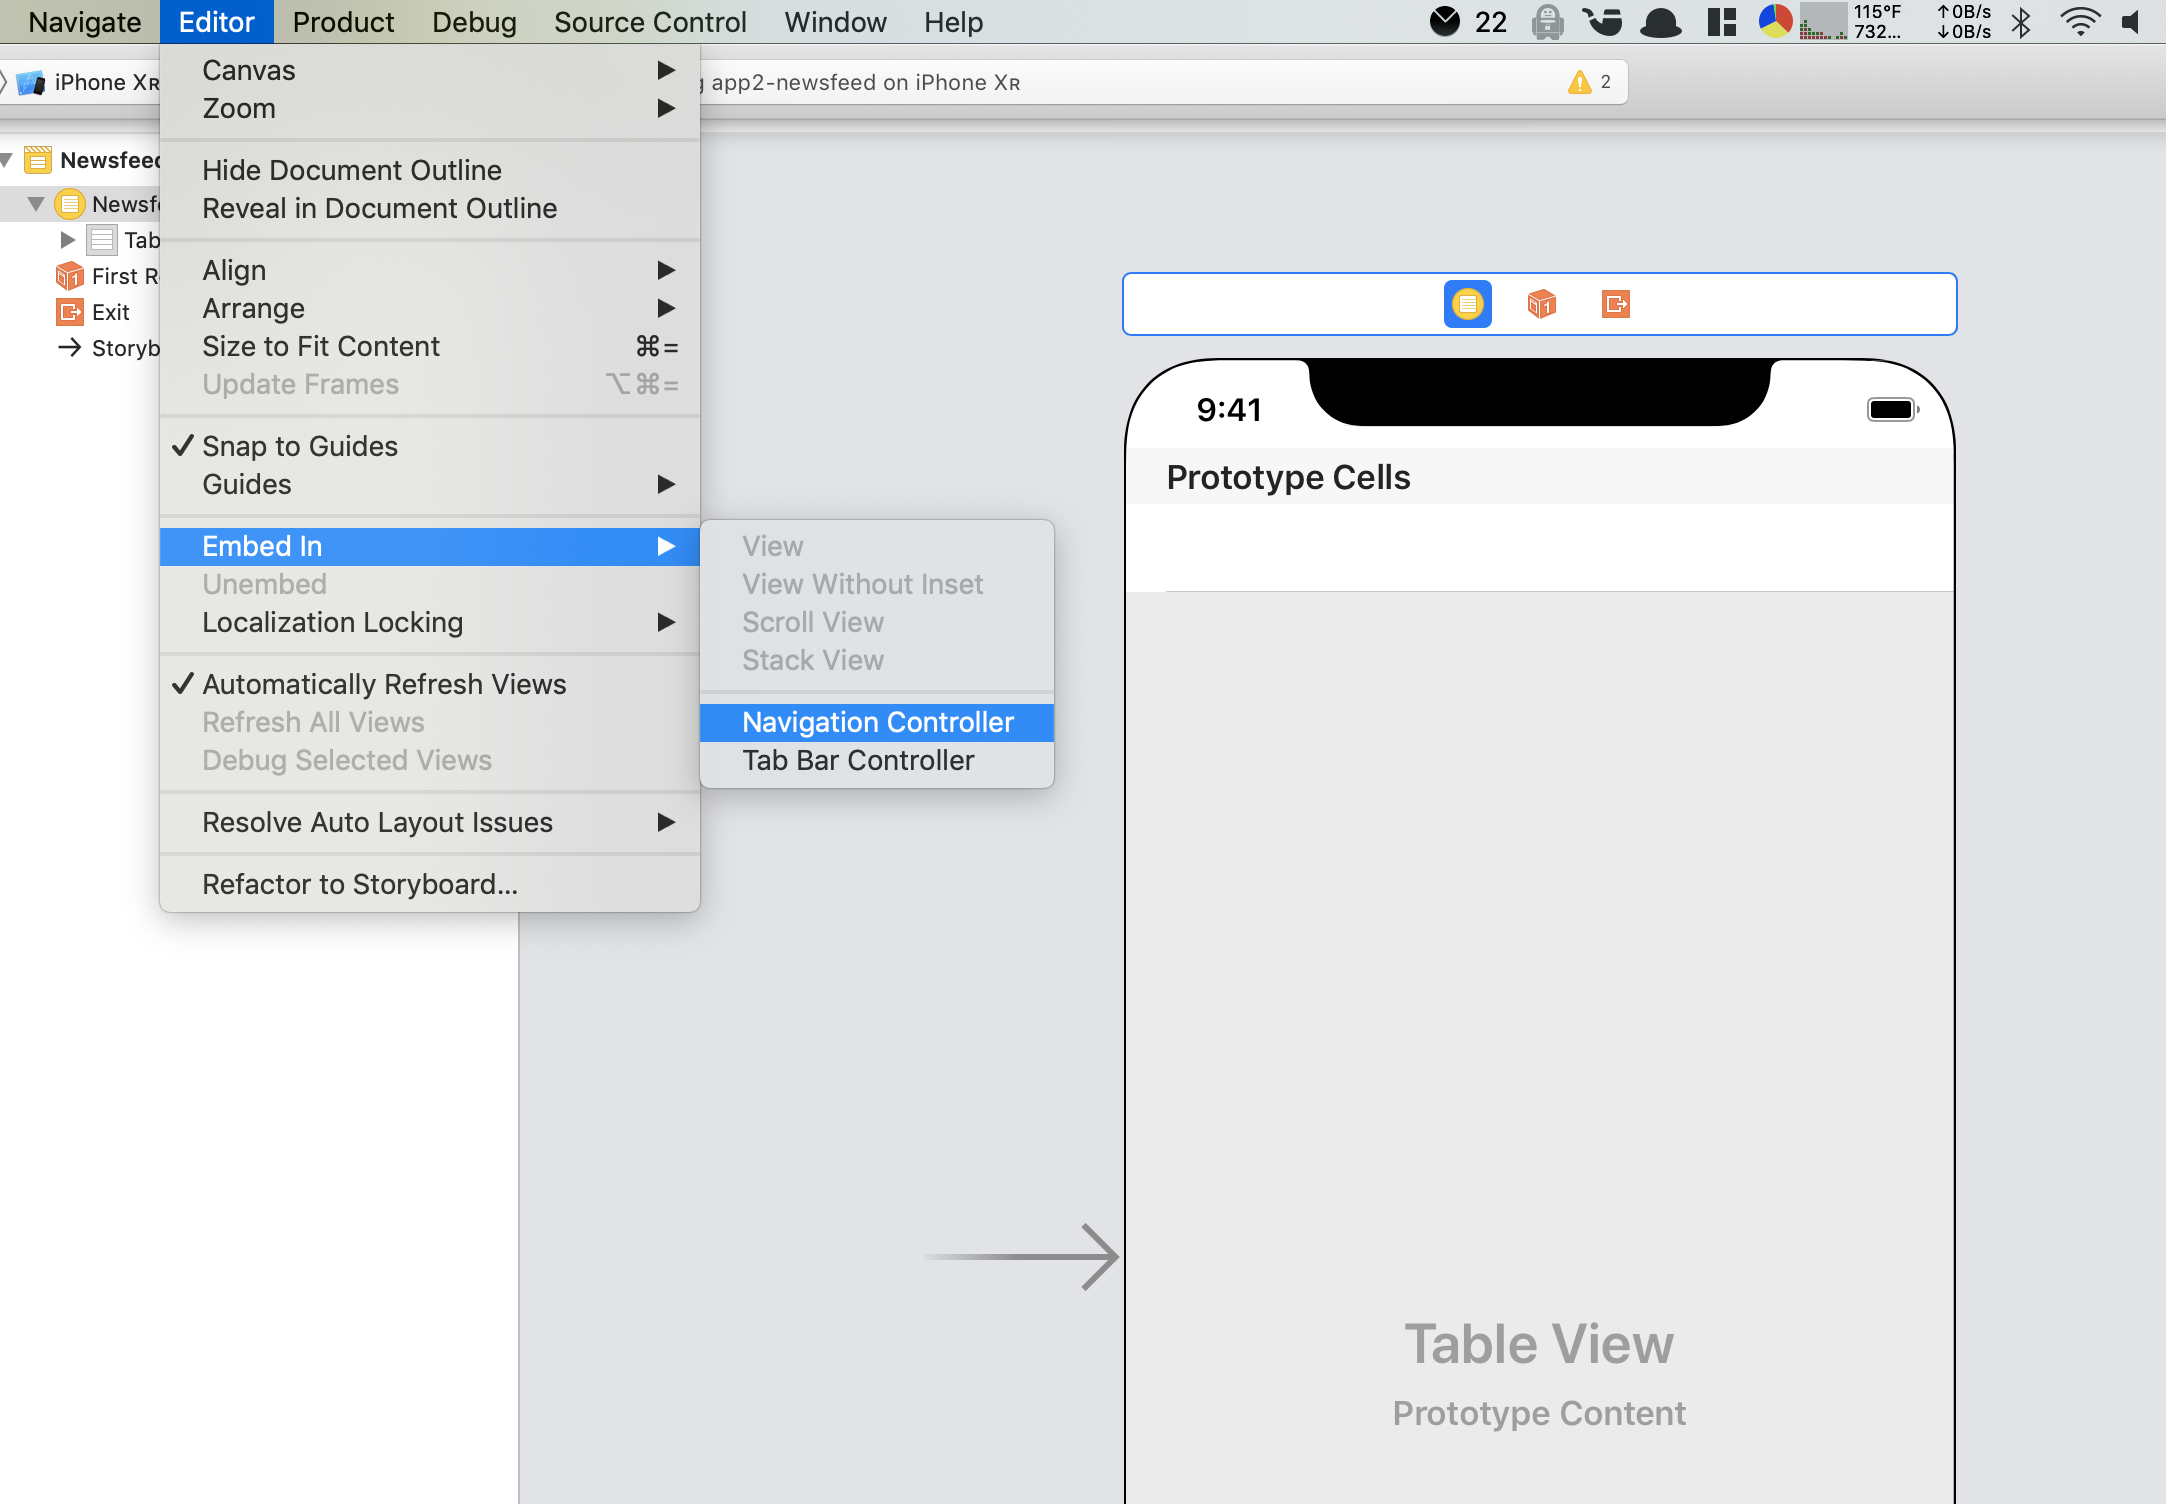 Navigate Editor Product Debug Source Control Window Help 22 115°F 732... ↑0B/s ↓0B/s
iPhone XR app2-newsfeed on iPhone XR 2
Canvas
Zoom
Hide Document Outline
Reveal in Document Outline
Align
Arrange
Size to Fit Content ⌘=
Update Frames ⌥⌘=
Snap to Guides
Guides
Embed In
Unembed
Localization Locking
Automatically Refresh Views
Refresh All Views
Debug Selected Views
Resolve Auto Layout Issues
Refactor to Storyboard...
View
View Without Inset
Scroll View
Stack View
Navigation Controller
Tab Bar Controller
Newsfeed
Newsfe
Tab
First R
Exit
Storyb
1
9:41
Prototype Cells
Table View
Prototype Content